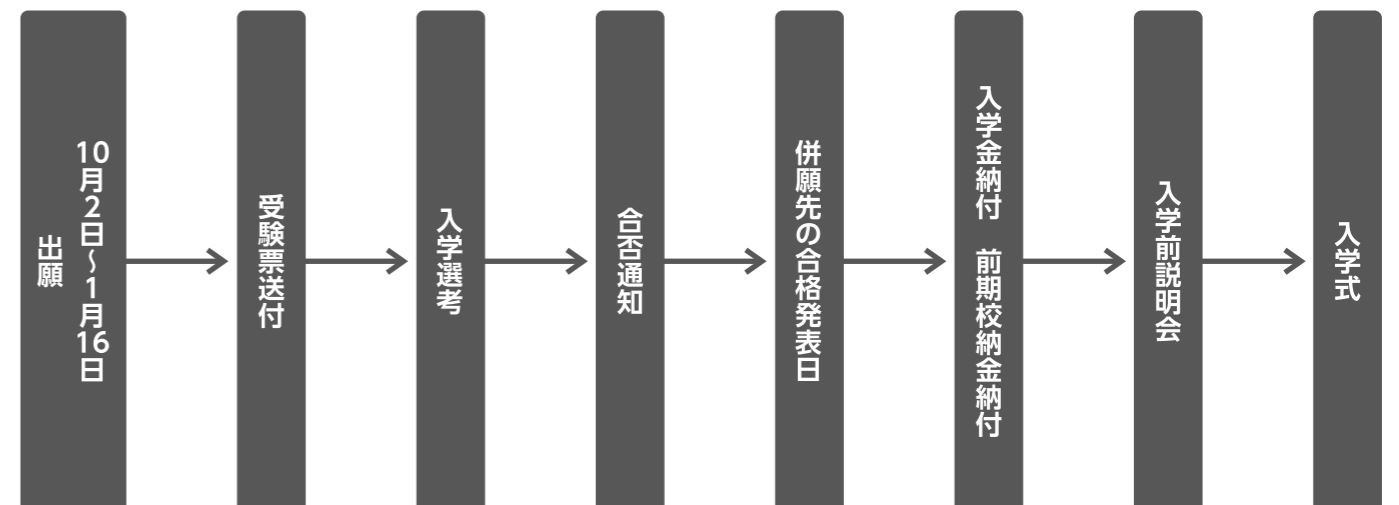 出願
10月2日〜1月16日
受験票送付
入学選考
合否通知
併願先の合格発表日
入学金納付　前期校納金納付
入学前説明会
入学式